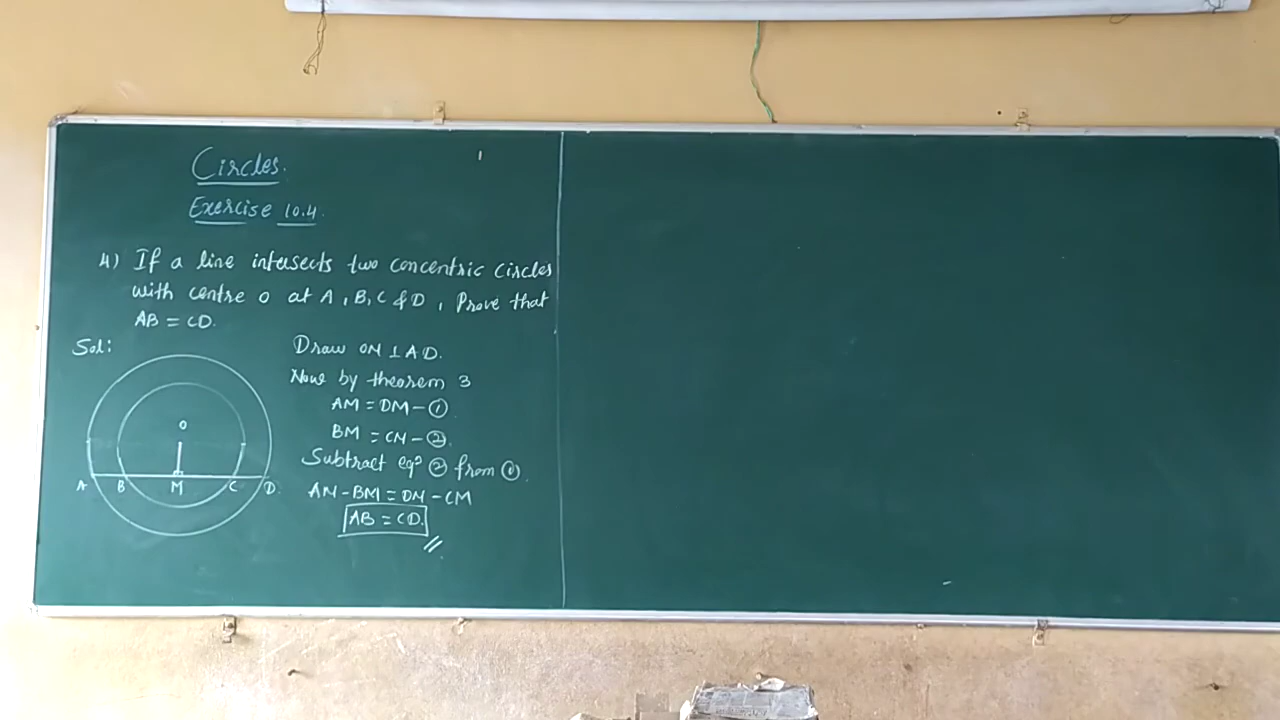 Circles.
Exercise 10.4.
4) If a line intersects two concentric circles
with centre O at A, B, C & D, Prove that
AB = CD.
Sol:
Draw OM ⊥ AD.
Now by theorem 3
AM = DM - ①
BM = CM - ②.
Subtract eqⁿ ② from ①.
AM - BM = DM - CM
AB = CD.
O
A B M C D.